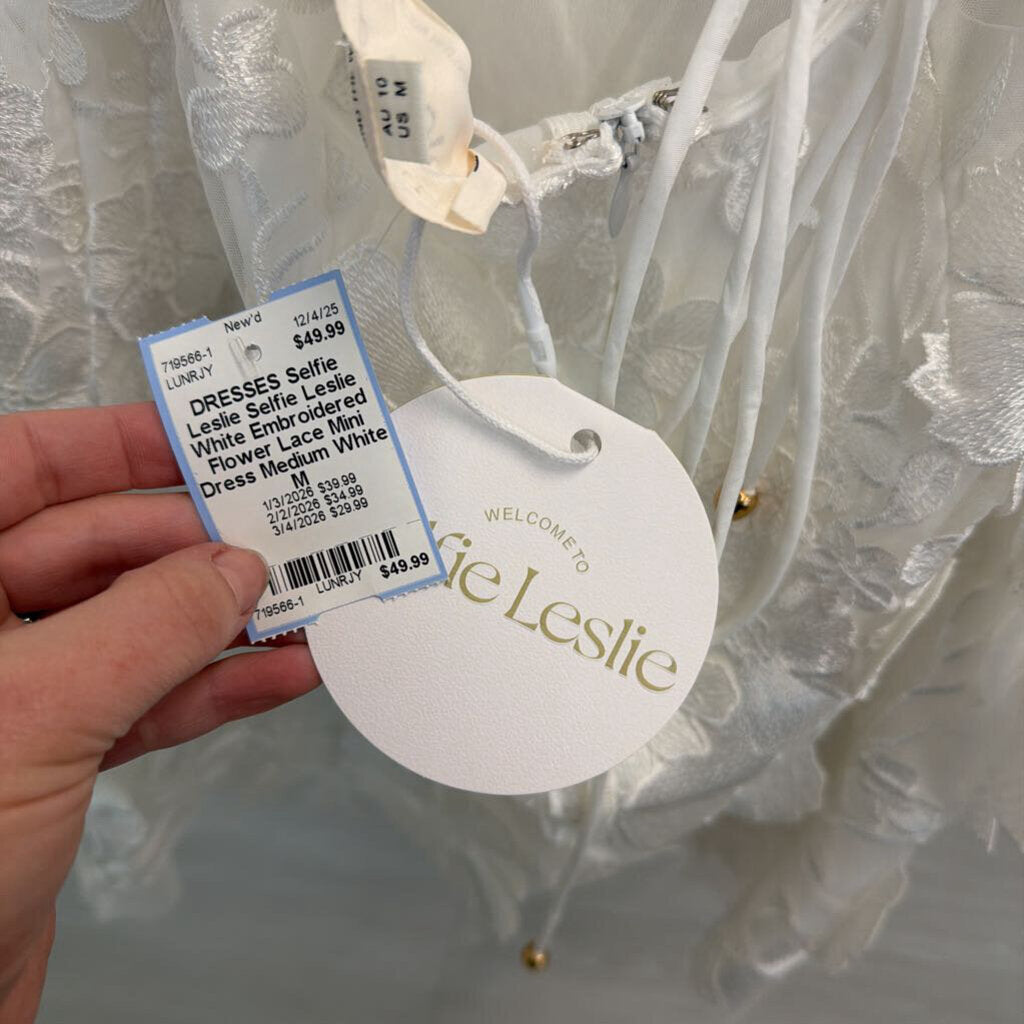 AU 10
US M
New'd
12/4/25
719566-1
$49.99
LUNRJY
DRESSES Selfie
Leslie Selfie Leslie
White Embroidered
Flower Lace Mini
Dress Medium White
M
1/3/2026 $39.99
2/2/2026 $34.99
3/4/2026 $29.99
719566-1 LUNRJY $49.99
WELCOME TO
fie Leslie